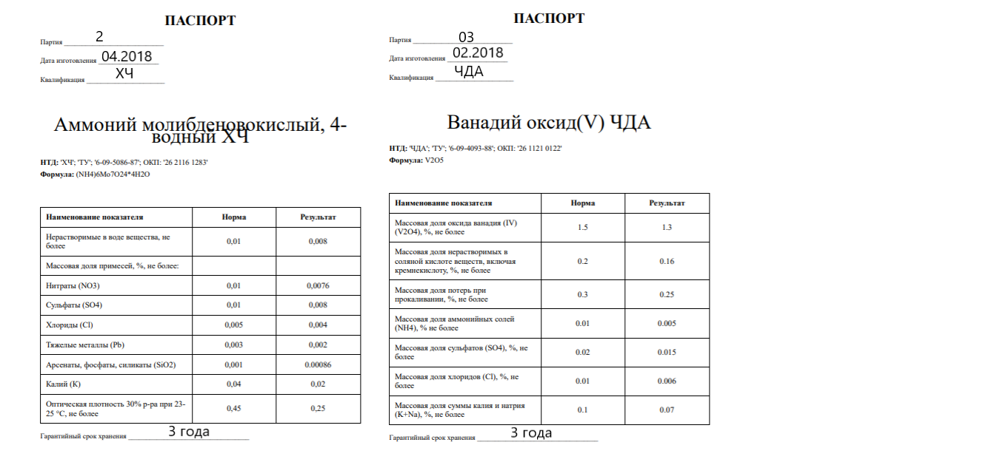 ПАСПОРТ
Партия 2
Дата изготовления 04.2018
Квалификация ХЧ
Аммоний молибденовокислый, 4-
водный ХЧ
НТД: 'ХЧ'; 'ТУ'; '6-09-5086-87'; ОКП: '26 2116 1283'
Формула: (NH4)6Mo7O24*4H2O
Наименование показателя Норма Результат
Нерастворимые в воде вещества, не
более 0,01 0,008
Массовая доля примесей, %, не более:
Нитраты (NO3) 0,01 0,0076
Сульфаты (SO4) 0,01 0,008
Хлориды (Cl) 0,005 0,004
Тяжелые металлы (Pb) 0,003 0,002
Арсенаты, фосфаты, силикаты (SiO2) 0,001 0.00086
Калий (K) 0,04 0,02
Оптическая плотность 30% р-ра при 23-
25 °C, не более 0,45 0,25
Гарантийный срок хранения 3 года
ПАСПОРТ
Партия 03
Дата изготовления 02.2018
Квалификация ЧДА
Ванадий оксид(V) ЧДА
НТД: 'ЧДА'; 'ТУ'; '6-09-4093-88'; ОКП: '26 1121 0122'
Формула: V2O5
Наименование показателя Норма Результат
Массовая доля оксида ванадия (IV)
(V2O4), %, не более 1.5 1.3
Массовая доля нерастворимых в
соляной кислоте веществ, включая
кремнекислоту, %, не более 0.2 0.16
Массовая доля потерь при
прокаливании, %, не более 0.3 0.25
Массовая доля аммонийных солей
(NH4), % не более 0.01 0.005
Массовая доля сульфатов (SO4), %, не
более 0.02 0.015
Массовая доля хлоридов (Cl), %, не
более 0.01 0.006
Массовая доля суммы калия и натрия
(K+Na), %, не более 0.1 0.07
Гарантийный срок хранения 3 года